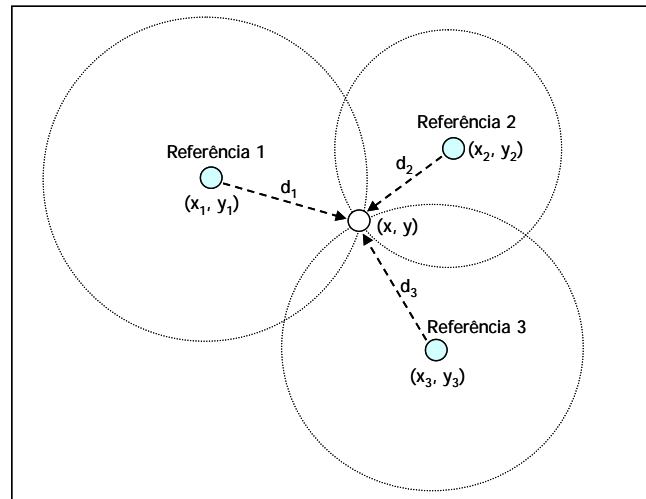 Referência 1
(x₁, y₁)
d₁
Referência 2
(x₂, y₂)
d₂
(x, y)
d₃
Referência 3
(x₃, y₃)